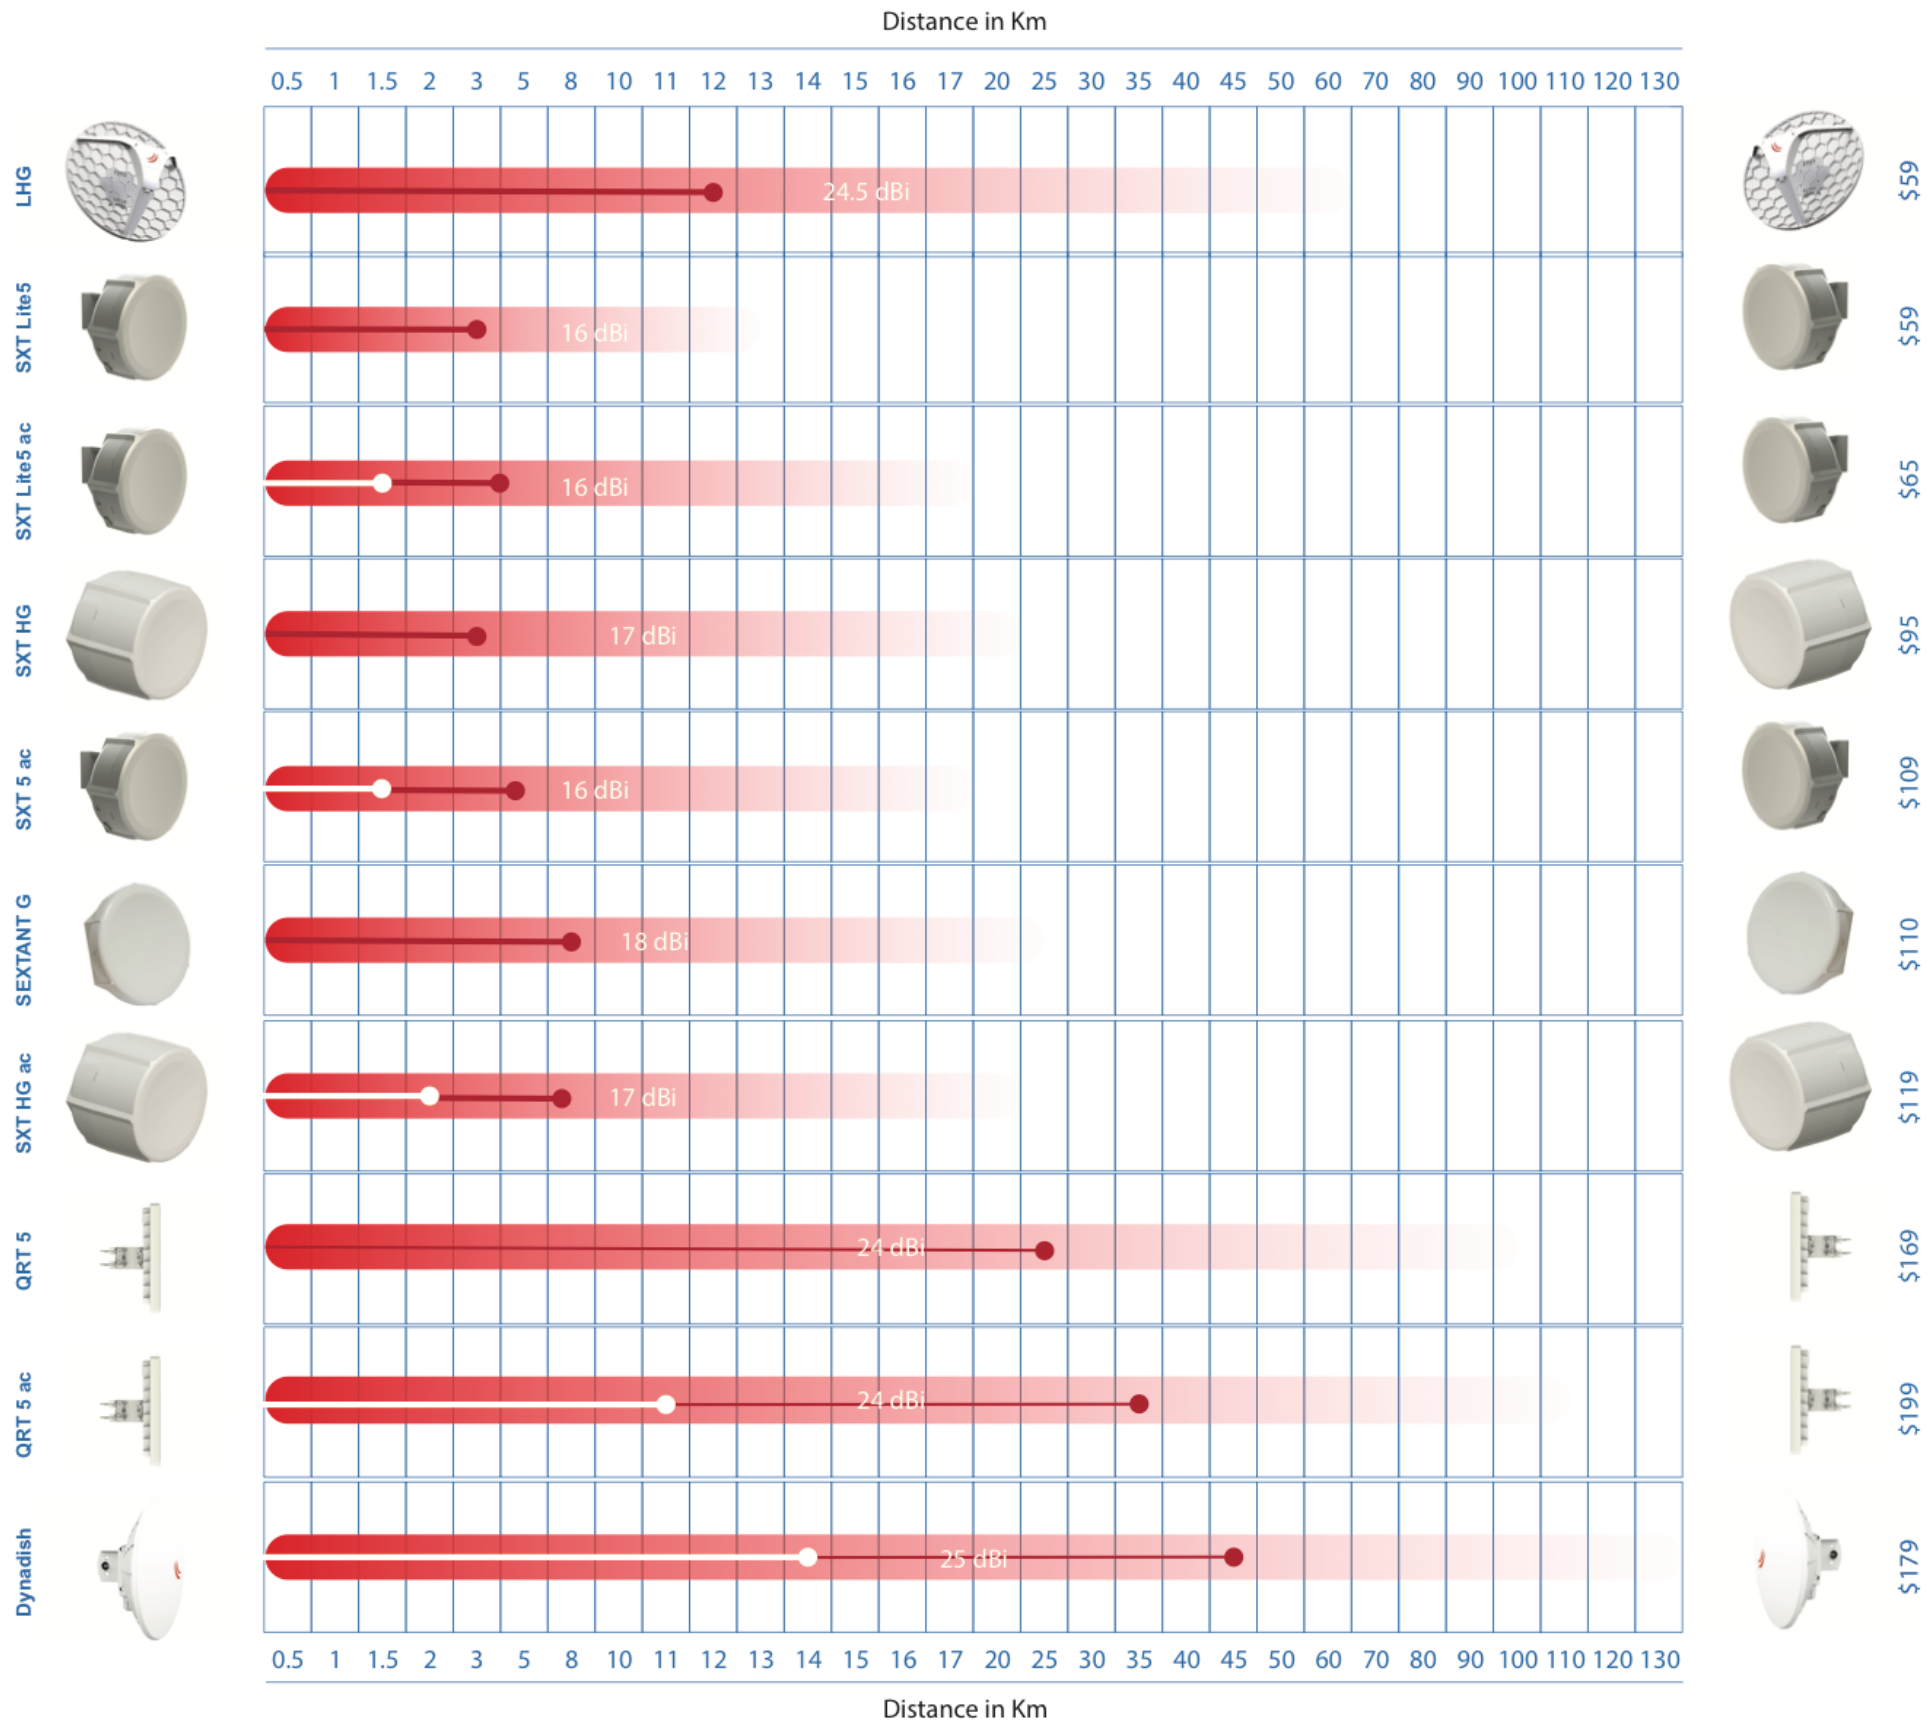 Distance in Km
0.5 1 1.5 2 3 5 8 10 11 12 13 14 15 16 17 20 25 30 35 40 45 50 60 70 80 90 100 110 120 130
LHG 24.5 dBi $59
SXT Lite5 16 dBi $59
SXT Lite5 ac 16 dBi $65
SXT HG 17 dBi $95
SXT 5 ac 16 dBi $109
SEXTANT G 18 dBi $110
SXT HG ac 17 dBi $119
QRT 5 24 dBi $169
QRT 5 ac 24 dBi $199
Dynadish 25 dBi $179
0.5 1 1.5 2 3 5 8 10 11 12 13 14 15 16 17 20 25 30 35 40 45 50 60 70 80 90 100 110 120 130
Distance in Km